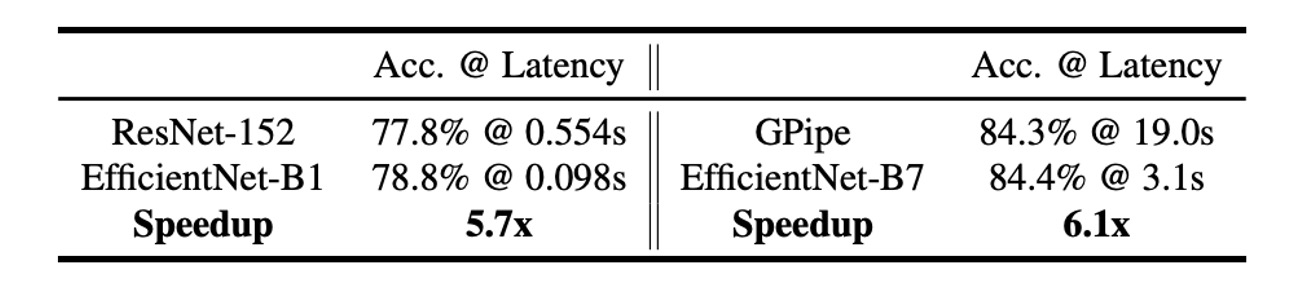 Acc. @ Latency || Acc. @ Latency
ResNet-152 77.8% @ 0.554s || GPipe 84.3% @ 19.0s
EfficientNet-B1 78.8% @ 0.098s || EfficientNet-B7 84.4% @ 3.1s
Speedup 5.7x || Speedup 6.1x